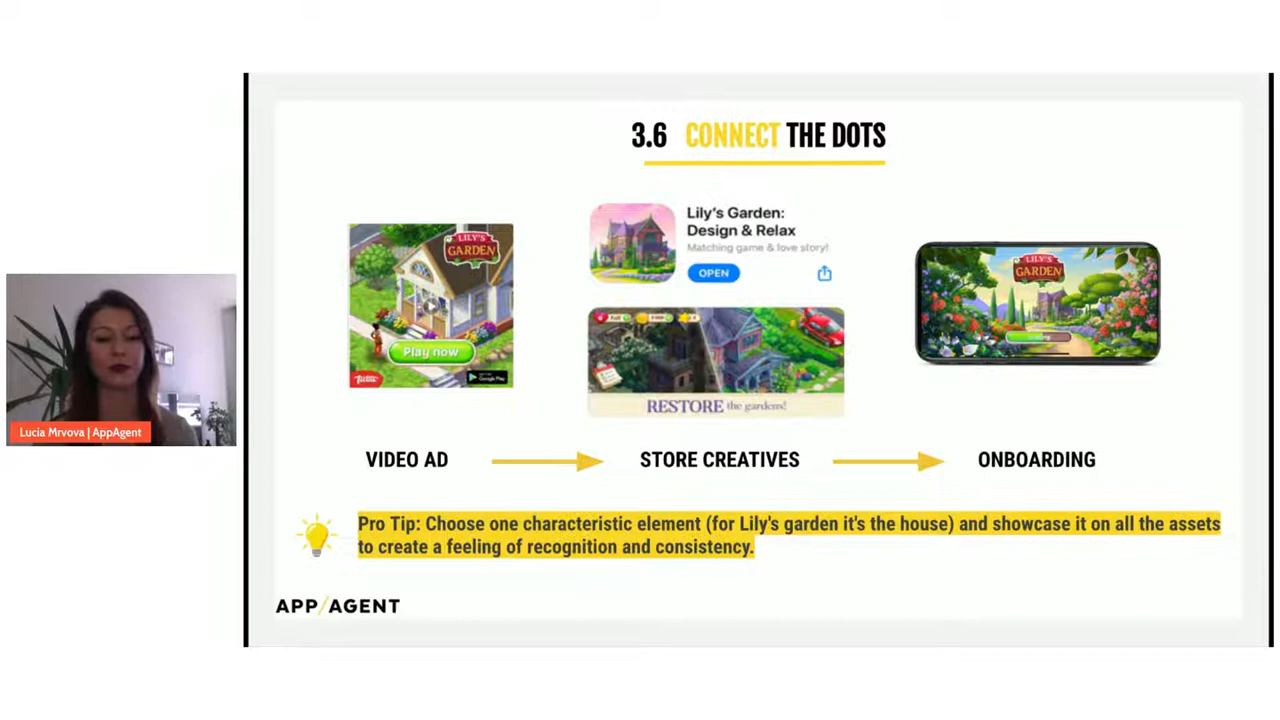 3.6 CONNECT THE DOTS
LILY'S
GARDEN
Play now
Google Play
Lily's Garden:
Design & Relax
Matching game & love story!
OPEN
Full
RESTORE the gardens!
LILY'S
GARDEN
Lucia Mrvova | AppAgent
VIDEO AD
STORE CREATIVES
ONBOARDING
Pro Tip: Choose one characteristic element (for Lily's garden it's the house) and showcase it on all the assets
to create a feeling of recognition and consistency.
APP/AGENT